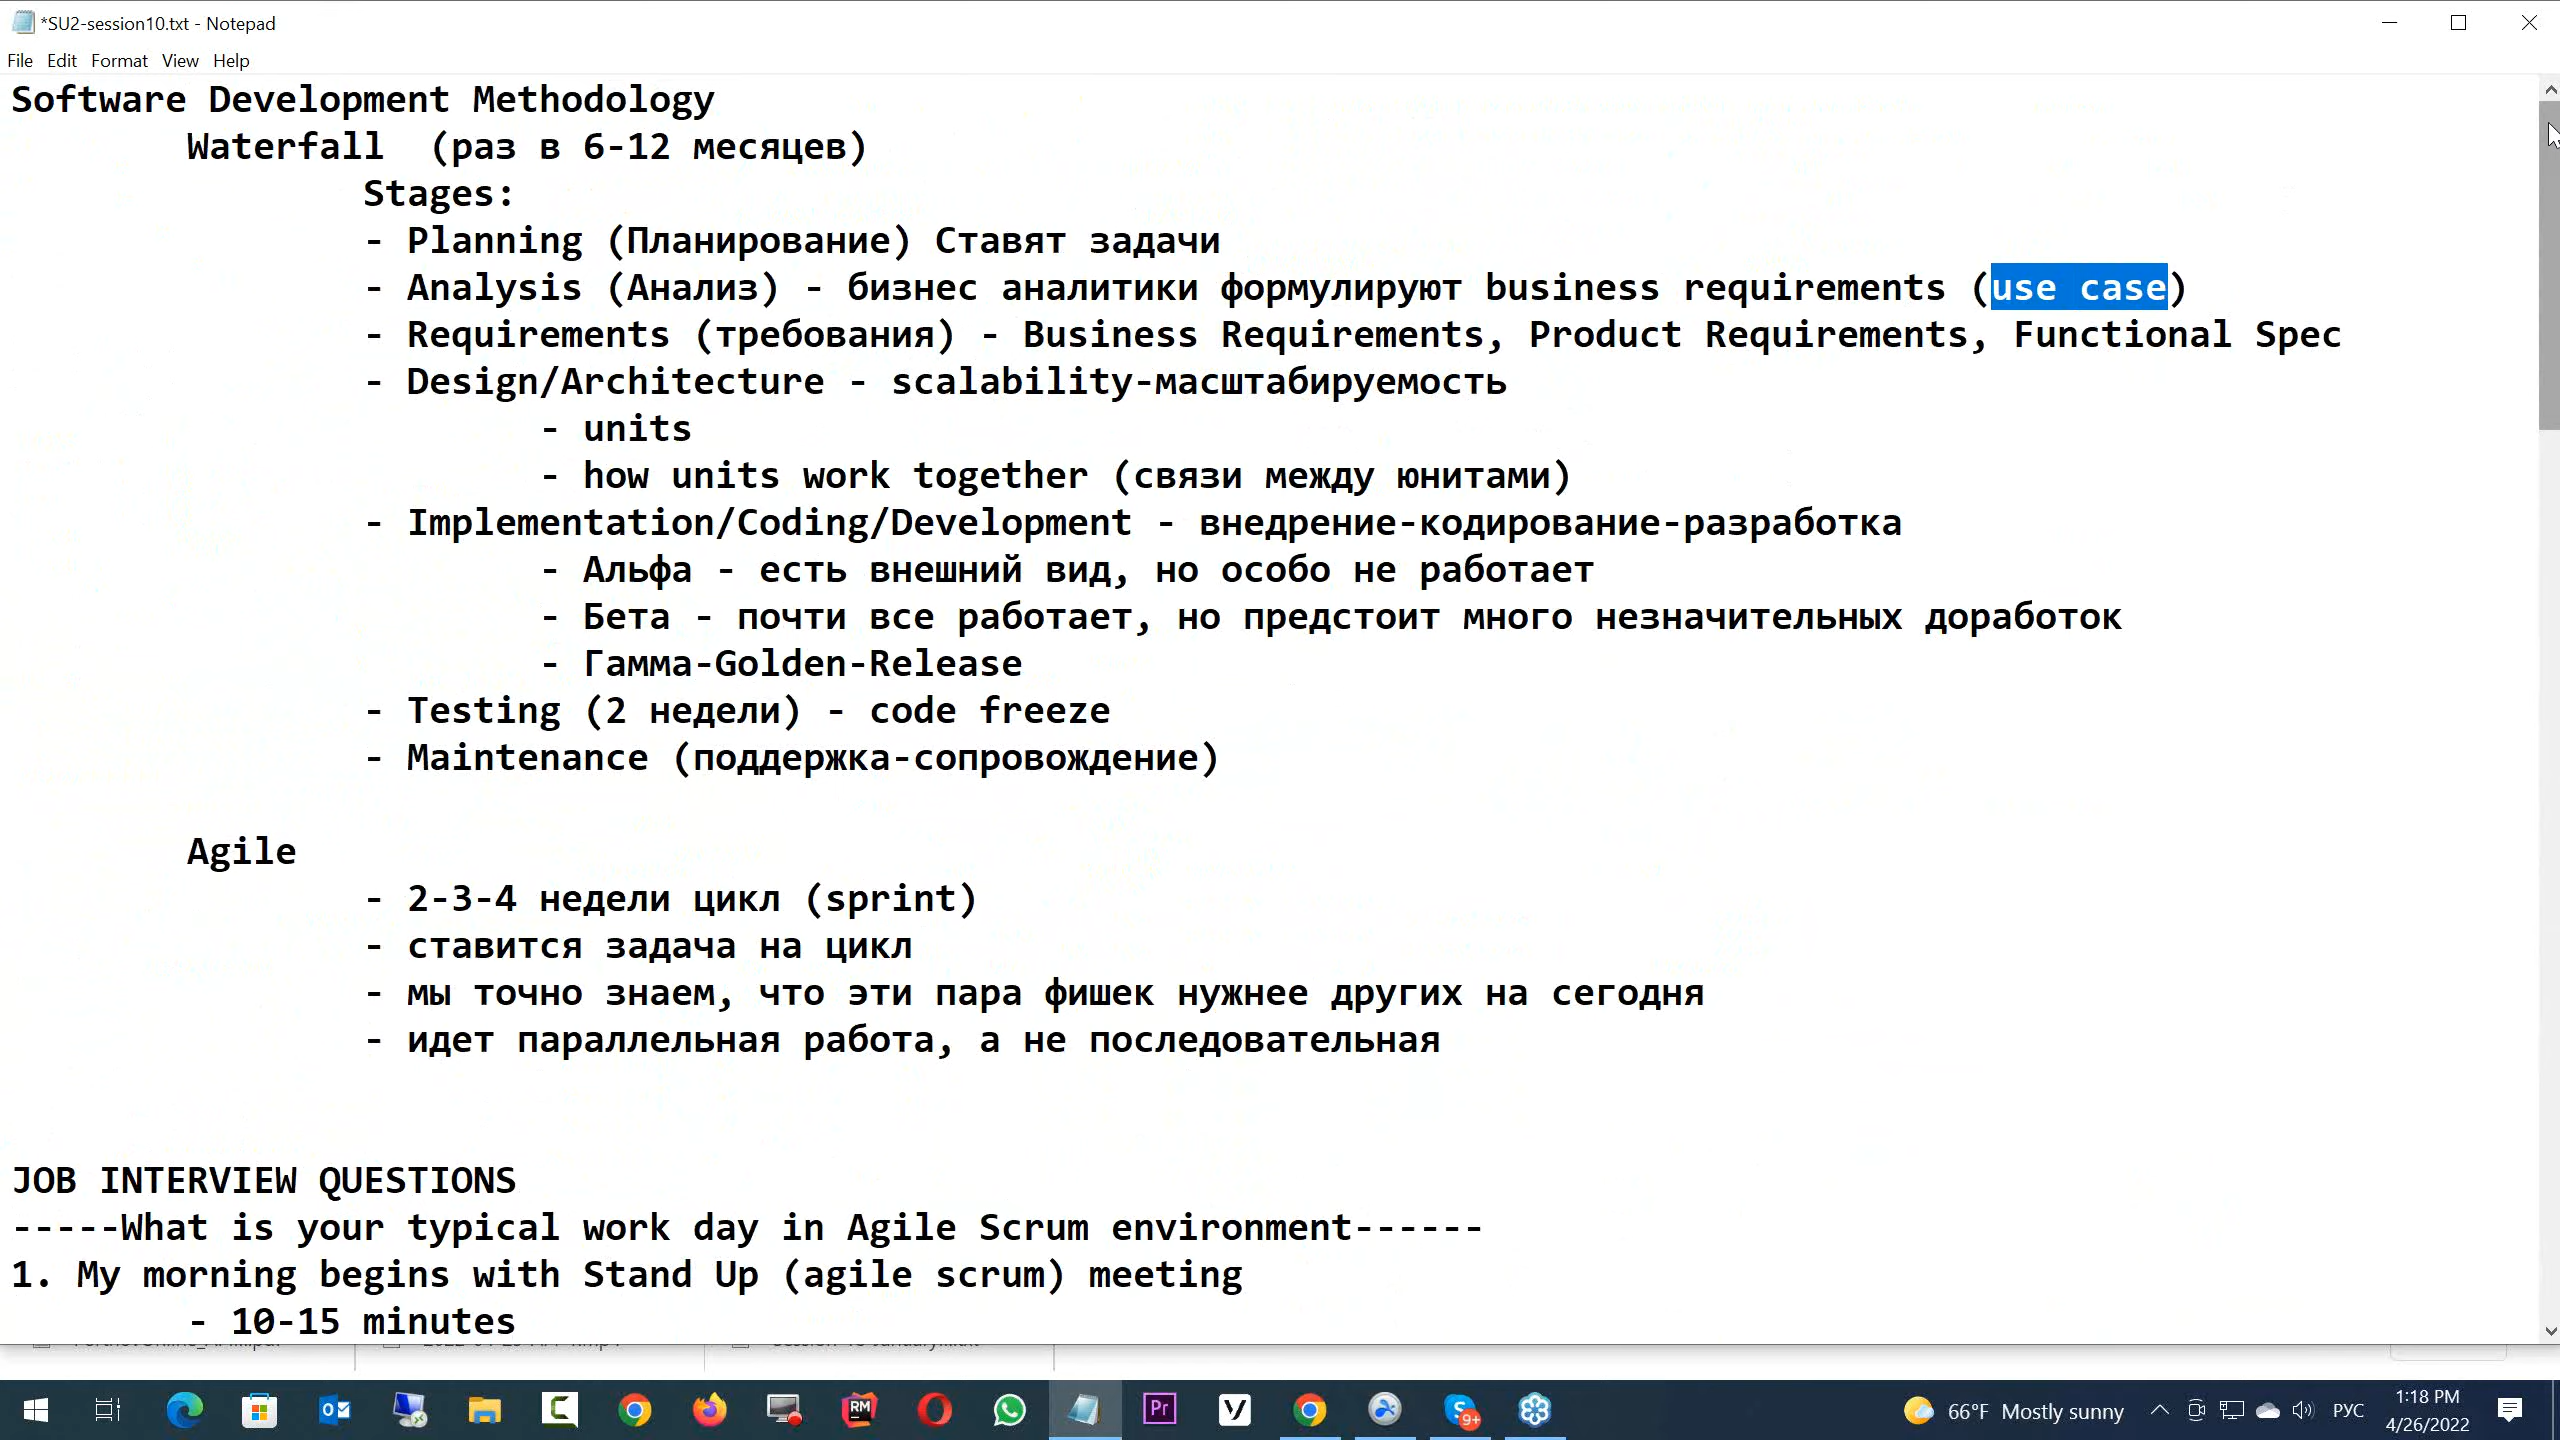 *SU2-session10.txt - Notepad
File Edit Format View Help
Software Development Methodology
Waterfall (раз в 6-12 месяцев)
Stages:
- Planning (Планирование) Ставят задачи
- Analysis (Анализ) - бизнес аналитики формулируют business requirements (use case)
- Requirements (требования) - Business Requirements, Product Requirements, Functional Spec
- Design/Architecture - scalability-масштабируемость
- units
- how units work together (связи между юнитами)
- Implementation/Coding/Development - внедрение-кодирование-разработка
- Альфа - есть внешний вид, но особо не работает
- Бета - почти все работает, но предстоит много незначительных доработок
- Гамма-Golden-Release
- Testing (2 недели) - code freeze
- Maintenance (поддержка-сопровождение)
Agile
- 2-3-4 недели цикл (sprint)
- ставится задача на цикл
- мы точно знаем, что эти пара фишек нужнее других на сегодня
- идет параллельная работа, а не последовательная
JOB INTERVIEW QUESTIONS
-----What is your typical work day in Agile Scrum environment------
1. My morning begins with Stand Up (agile scrum) meeting
- 10-15 minutes
66°F Mostly sunny РУС 1:18 PM
4/26/2022